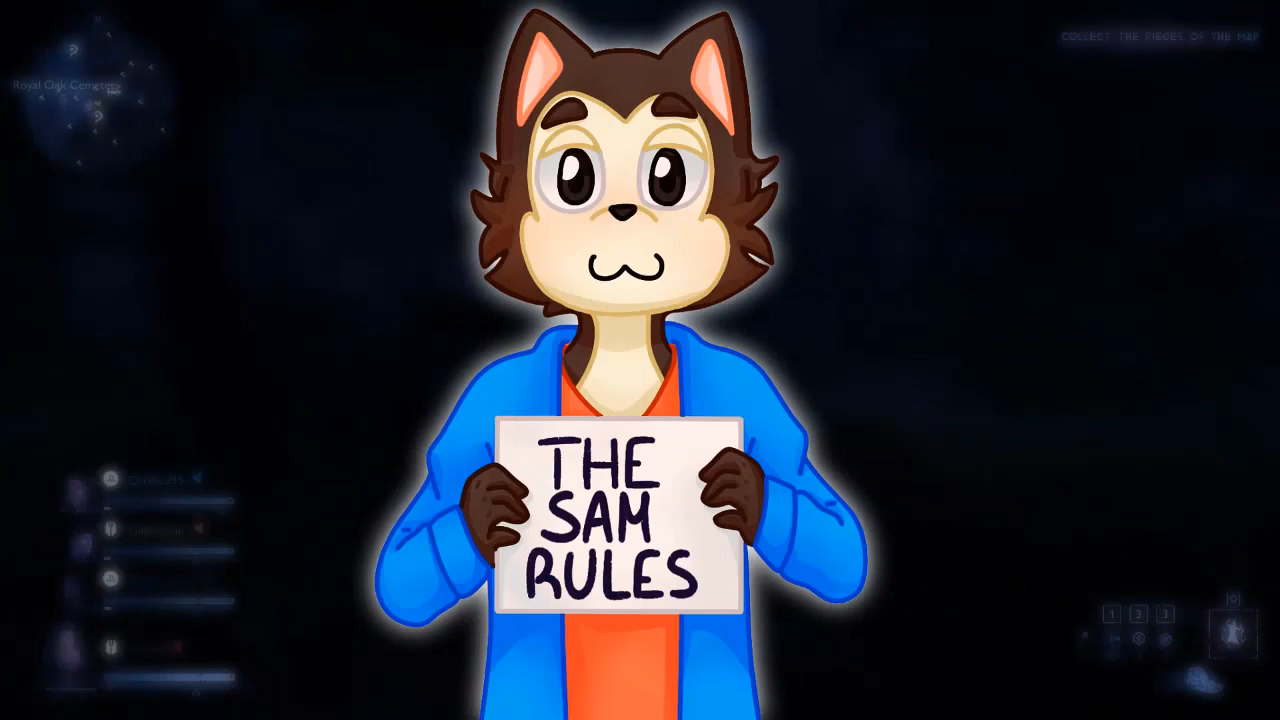 COLLECT THE PIECES OF THE MAP
Royal Oak Cemetery
THE
SAM
RULES
1 2 3